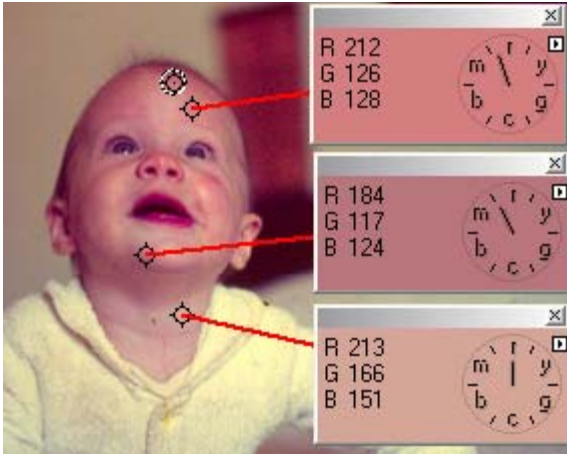 R 212
G 126
B 128
m r y
b c g
R 184
G 117
B 124
m r y
b c g
R 213
G 166
B 151
m r y
b c g